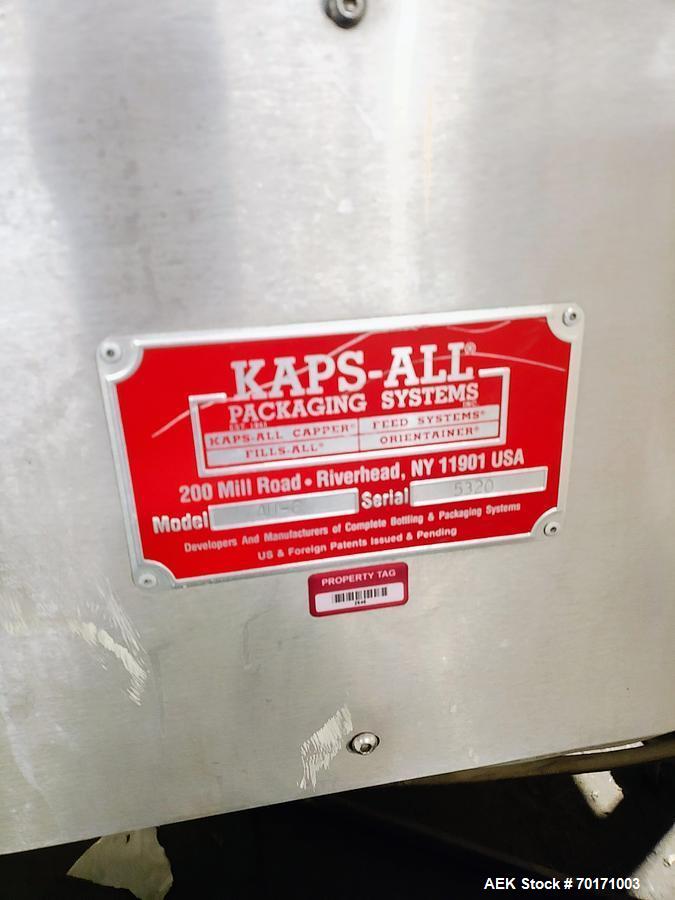 KAPS-ALL®
PACKAGING SYSTEMS INC.
EST. 1941
KAPS-ALL CAPPER® FEED SYSTEMS®
FILLS-ALL® ORIENTAINER®
200 Mill Road • Riverhead, NY 11901 USA
Model Serial 5320
Developers And Manufacturers of Complete Bottling & Packaging Systems
US & Foreign Patents Issued & Pending
PROPERTY TAG
AEK Stock # 70171003